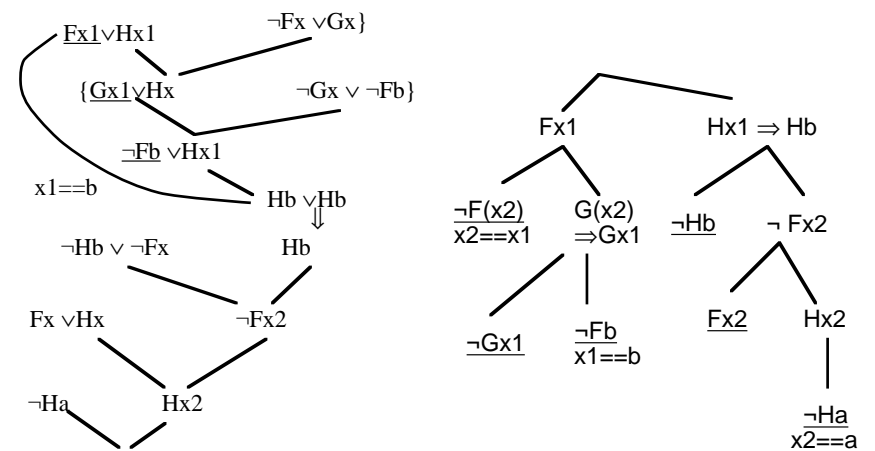 Fx1∨Hx1
¬Fx ∨Gx}
{Gx1∨Hx
¬Gx ∨ ¬Fb}
¬Fb ∨Hx1
x1==b
Hb ∨Hb
⇓
¬Hb ∨ ¬Fx
Hb
Fx ∨Hx
¬Fx2
¬Ha
Hx2
Fx1
Hx1 ⇒ Hb
¬F(x2)
x2==x1
G(x2)
⇒Gx1
¬Hb
¬ Fx2
¬Gx1
¬Fb
x1==b
Fx2
Hx2
¬Ha
x2==a